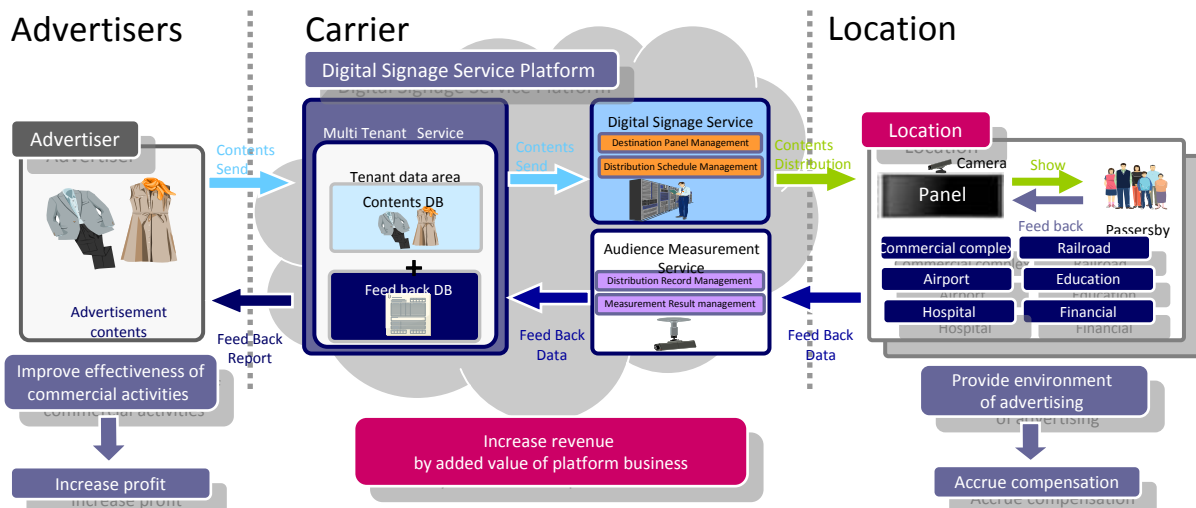 Advertisers
Carrier
Location
Digital Signage Service Platform
Advertiser
Contents
Send
Advertisement
contents
Feed Back
Report
Improve effectiveness of
commercial activities
Increase profit
Multi Tenant Service
Tenant data area
Contents DB
+
Feed back DB
Contents
Send
Feed Back
Data
Digital Signage Service
Destination Panel Management
Distribution Schedule Management
Audience Measurement
Service
Distribution Record Management
Measurement Result management
Increase revenue
by added value of platform business
Contents
Distribution
Feed Back
Data
Location
Camera
Panel
Show
Feed back
Passersby
Commercial complex
Railroad
Airport
Education
Hospital
Financial
Provide environment
of advertising
Accrue compensation